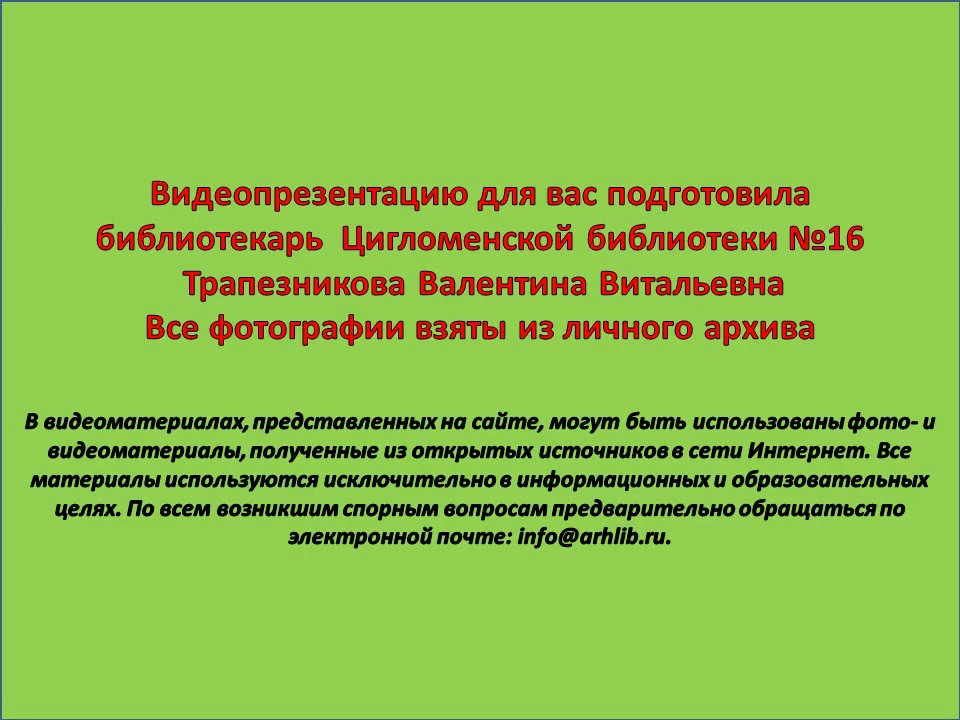 Видеопрезентацию для вас подготовила
библиотекарь Цигломенской библиотеки №16
Трапезникова Валентина Витальевна
Все фотографии взяты из личного архива
В видеоматериалах, представленных на сайте, могут быть использованы фото- и
видеоматериалы, полученные из открытых источников в сети Интернет. Все
материалы используются исключительно в информационных и образовательных
целях. По всем возникшим спорным вопросам предварительно обращаться по
электронной почте: info@arhlib.ru.